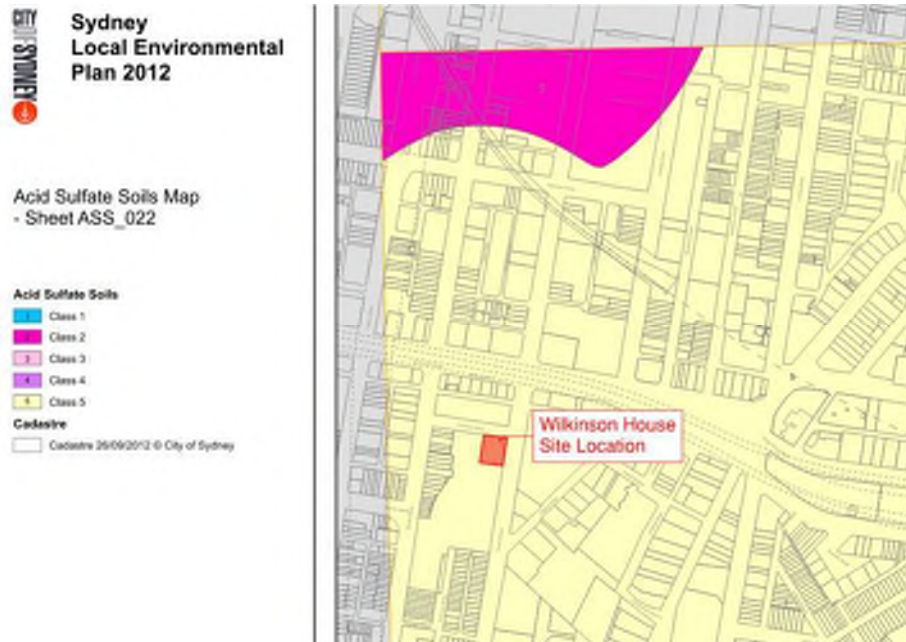 CITY OF SYDNEY
Sydney
Local Environmental
Plan 2012
Acid Sulfate Soils Map
- Sheet ASS_022
Acid Sulfate Soils
1 Class 1
Class 2
3 Class 3
4 Class 4
5 Class 5
Cadastre
Cadastre 26/09/2012 © City of Sydney
Wilkinson House
Site Location